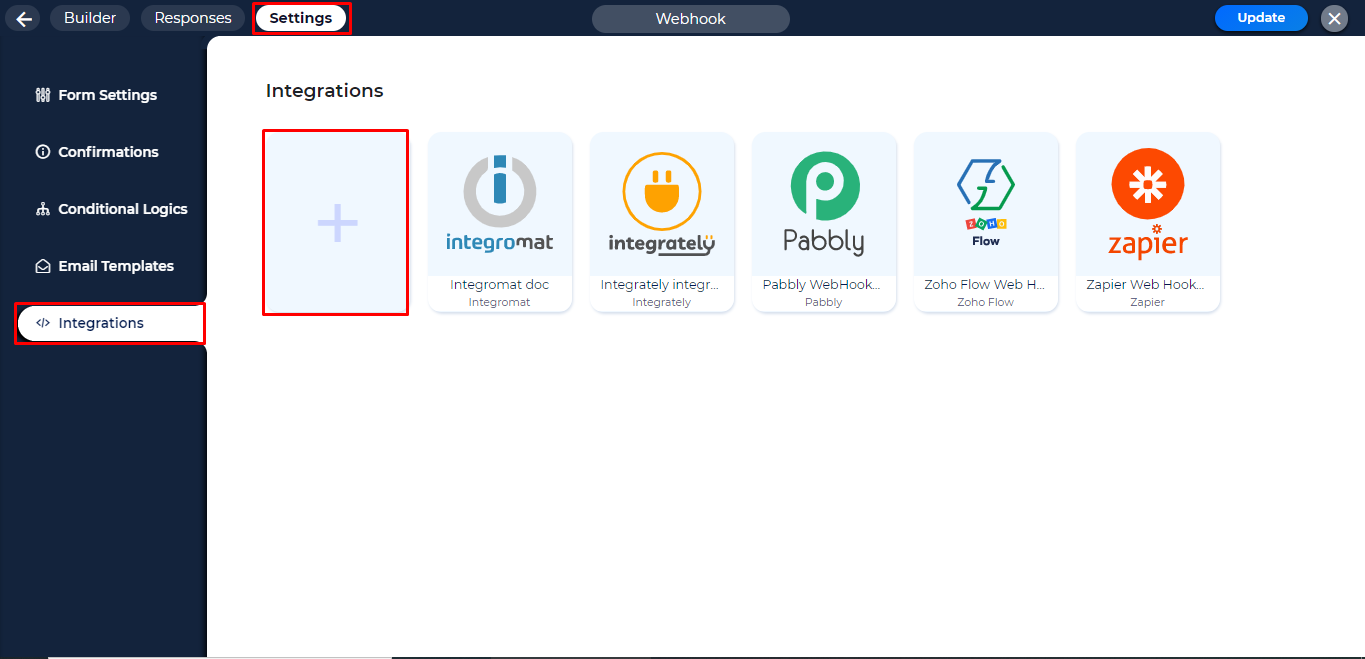 Builder
Responses
Settings
Webhook
Update
Form Settings
Confirmations
Conditional Logics
Email Templates
Integrations
Integrations
integromat
Integromat doc
Integromat
integrately
Integrately integr...
Integrately
Pabbly
Pabbly WebHook...
Pabbly
ZOHO
Flow
Zoho Flow Web H...
Zoho Flow
zapier
Zapier Web Hook...
Zapier